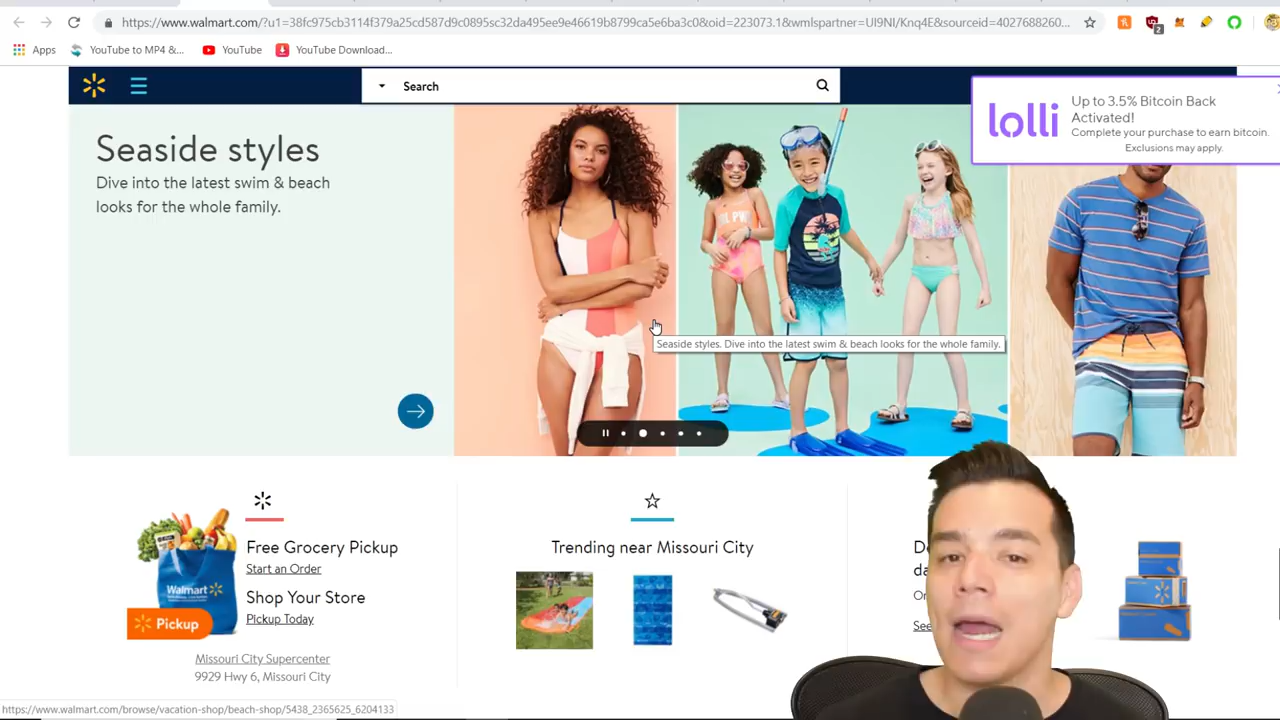 https://www.walmart.com/?u1=38fc975cb3114f379a25cd587d9c0895sc32da495ee9e46619b8799ca5e6ba3c0&oid=223073.1&wmlspartner=UI9NI/Knq4E&sourceid=4027688260...
2
Apps
YouTube to MP4 &...
YouTube
YouTube Download...
Search
lolli
Up to 3.5% Bitcoin Back
Activated!
Complete your purchase to earn bitcoin.
Exclusions may apply.
Seaside styles
Dive into the latest swim & beach
looks for the whole family.
Seaside styles. Dive into the latest swim & beach looks for the whole family.
Free Grocery Pickup
Start an Order
Shop Your Store
Pickup Today
Walmart
Pickup
Missouri City Supercenter
9929 Hwy 6, Missouri City
Trending near Missouri City
https://www.walmart.com/browse/vacation-shop/beach-shop/5438_2365625_6204133